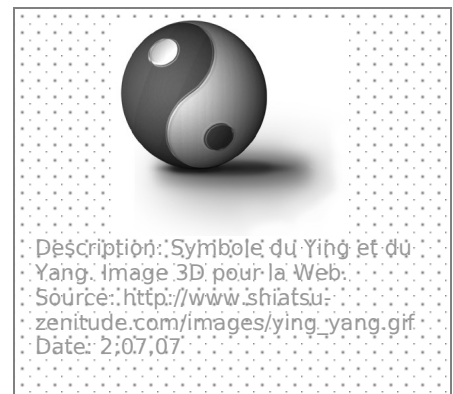 Description: Symbole du Ying et du
Yang. Image 3D pour la Web.
Source: http://www.shiatsu-
zenitude.com/images/ying_yang.gif
Date: 2,07,07